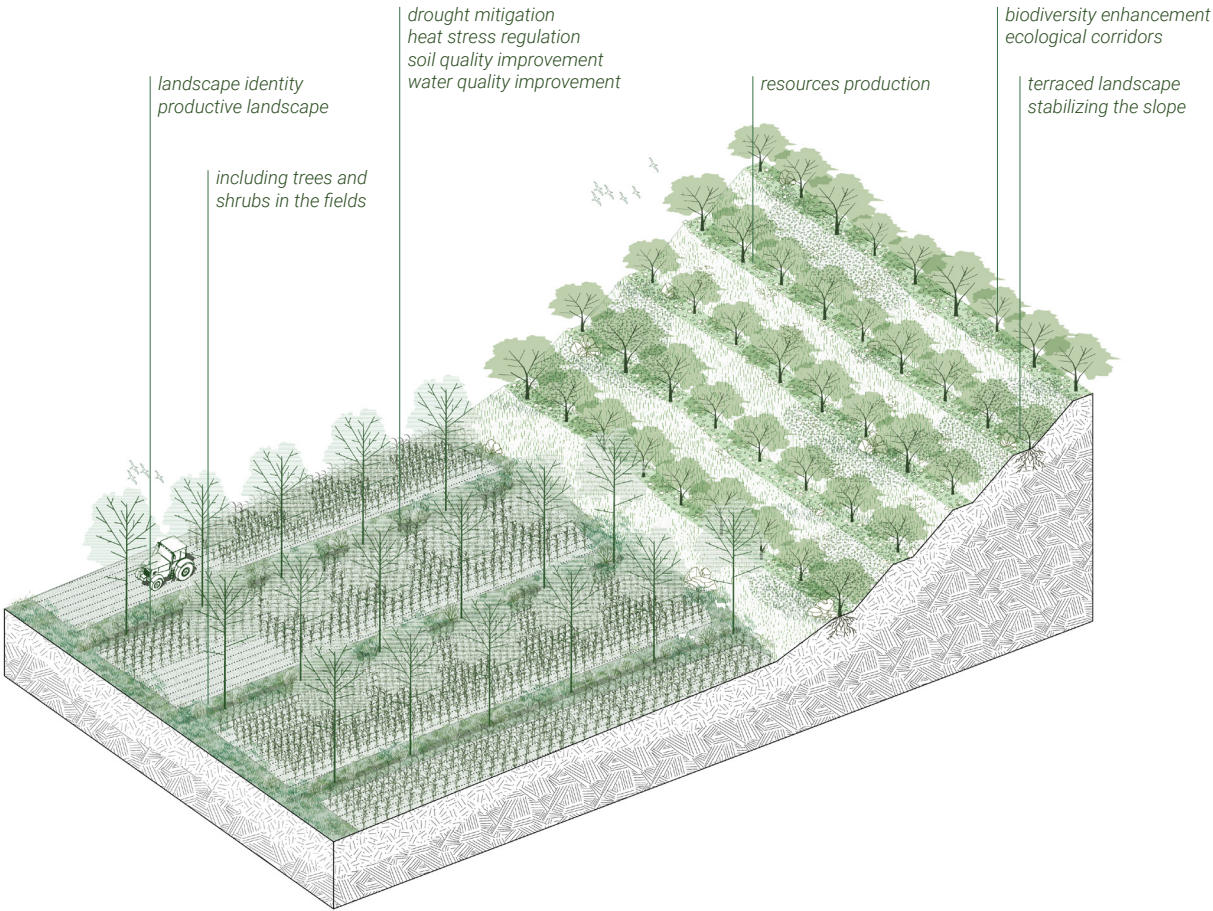 drought mitigation
heat stress regulation
soil quality improvement
water quality improvement
biodiversity enhancement
ecological corridors
landscape identity
productive landscape
resources production
terraced landscape
stabilizing the slope
including trees and
shrubs in the fields